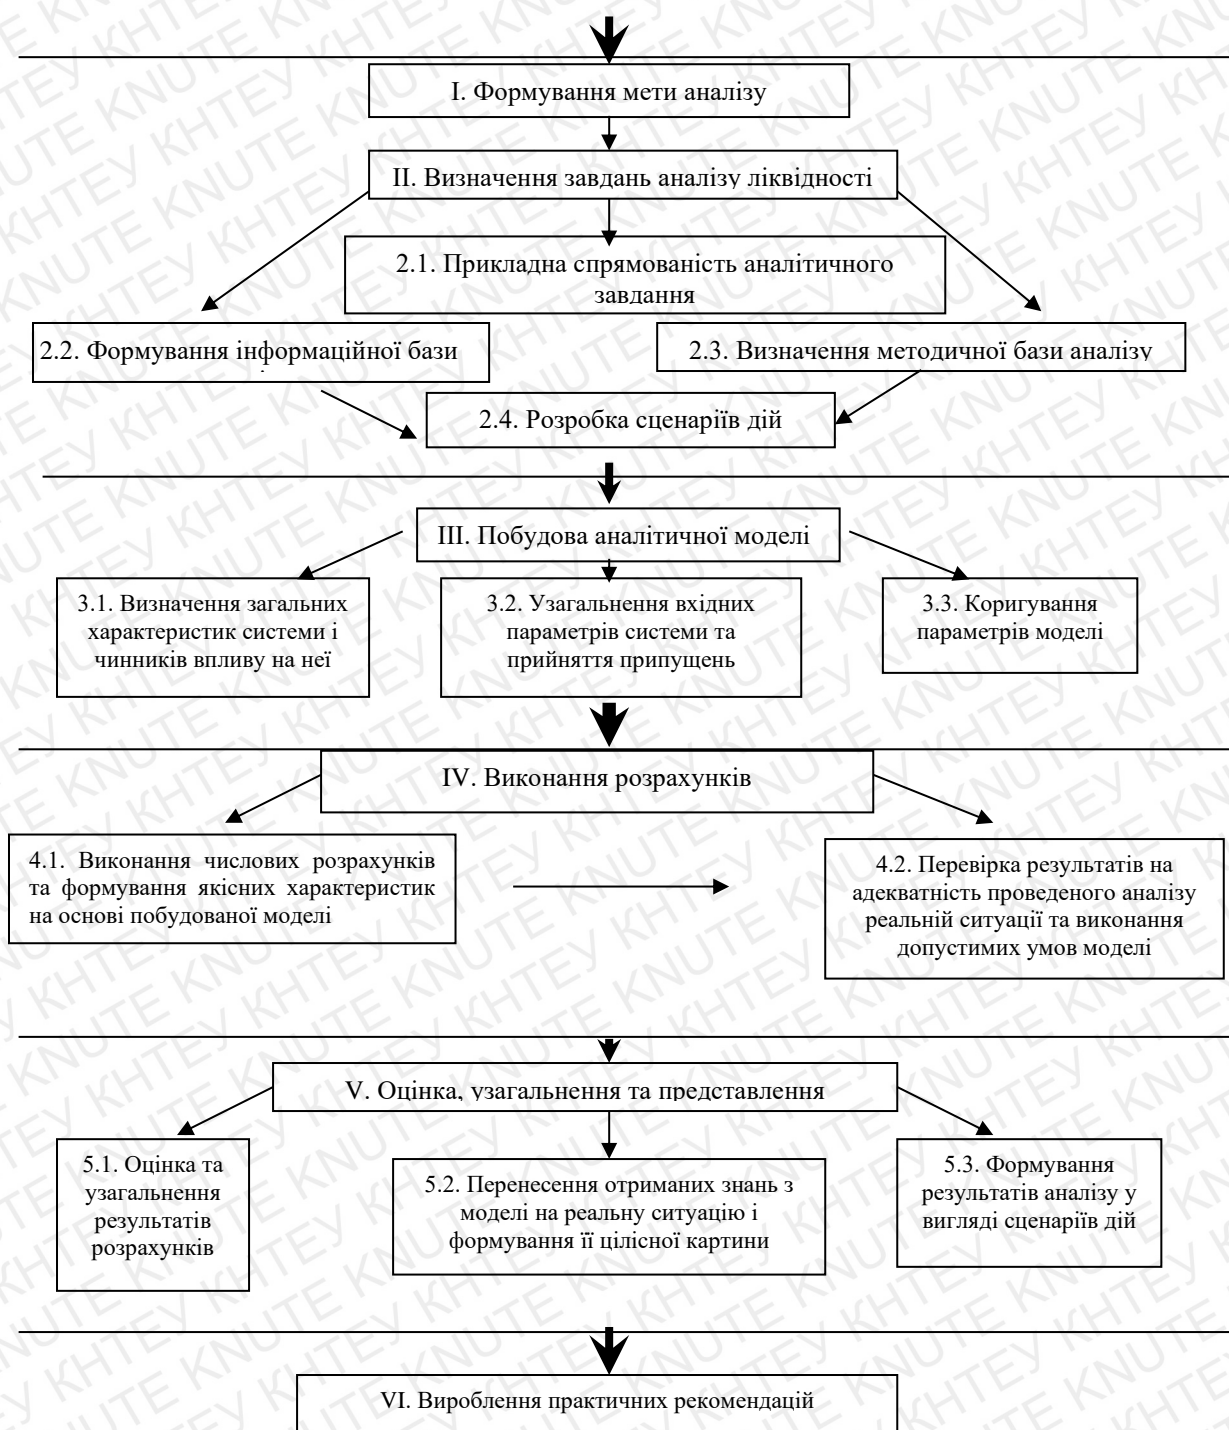 I. Формування мети аналізу
II. Визначення завдань аналізу ліквідності
2.1. Прикладна спрямованість аналітичного
завдання
2.2. Формування інформаційної бази
2.3. Визначення методичної бази аналізу
2.4. Розробка сценаріїв дій
III. Побудова аналітичної моделі
3.1. Визначення загальних
характеристик системи і
чинників впливу на неї
3.2. Узагальнення вхідних
параметрів системи та
прийняття припущень
3.3. Коригування
параметрів моделі
IV. Виконання розрахунків
4.1. Виконання числових розрахунків
та формування якісних характеристик
на основі побудованої моделі
4.2. Перевірка результатів на
адекватність проведеного аналізу
реальній ситуації та виконання
допустимих умов моделі
V. Оцінка, узагальнення та представлення
5.1. Оцінка та
узагальнення
результатів
розрахунків
5.2. Перенесення отриманих знань з
моделі на реальну ситуацію і
формування її цілісної картини
5.3. Формування
результатів аналізу у
вигляді сценаріїв дій
VI. Вироблення практичних рекомендацій